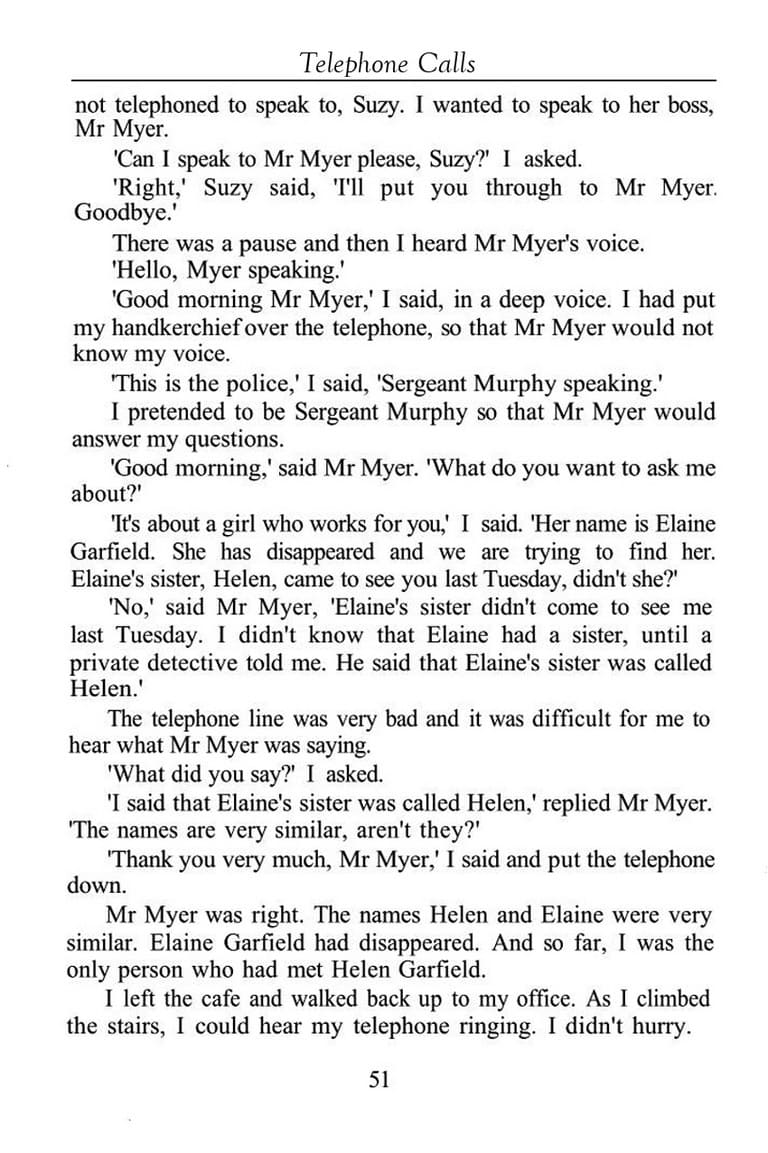 Telephone Calls
not telephoned to speak to, Suzy. I wanted to speak to her boss,
Mr Myer.
'Can I speak to Mr Myer please, Suzy?' I asked.
'Right,' Suzy said, 'I'll put you through to Mr Myer.
Goodbye.'
There was a pause and then I heard Mr Myer's voice.
'Hello, Myer speaking.'
'Good morning Mr Myer,' I said, in a deep voice. I had put
my handkerchief over the telephone, so that Mr Myer would not
know my voice.
'This is the police,' I said, 'Sergeant Murphy speaking.'
I pretended to be Sergeant Murphy so that Mr Myer would
answer my questions.
'Good morning,' said Mr Myer. 'What do you want to ask me
about?'
'It's about a girl who works for you,' I said. 'Her name is Elaine
Garfield. She has disappeared and we are trying to find her.
Elaine's sister, Helen, came to see you last Tuesday, didn't she?'
'No,' said Mr Myer, 'Elaine's sister didn't come to see me
last Tuesday. I didn't know that Elaine had a sister, until a
private detective told me. He said that Elaine's sister was called
Helen.'
The telephone line was very bad and it was difficult for me to
hear what Mr Myer was saying.
'What did you say?' I asked.
'I said that Elaine's sister was called Helen,' replied Mr Myer.
'The names are very similar, aren't they?'
'Thank you very much, Mr Myer,' I said and put the telephone
down.
Mr Myer was right. The names Helen and Elaine were very
similar. Elaine Garfield had disappeared. And so far, I was the
only person who had met Helen Garfield.
I left the cafe and walked back up to my office. As I climbed
the stairs, I could hear my telephone ringing. I didn't hurry.
51